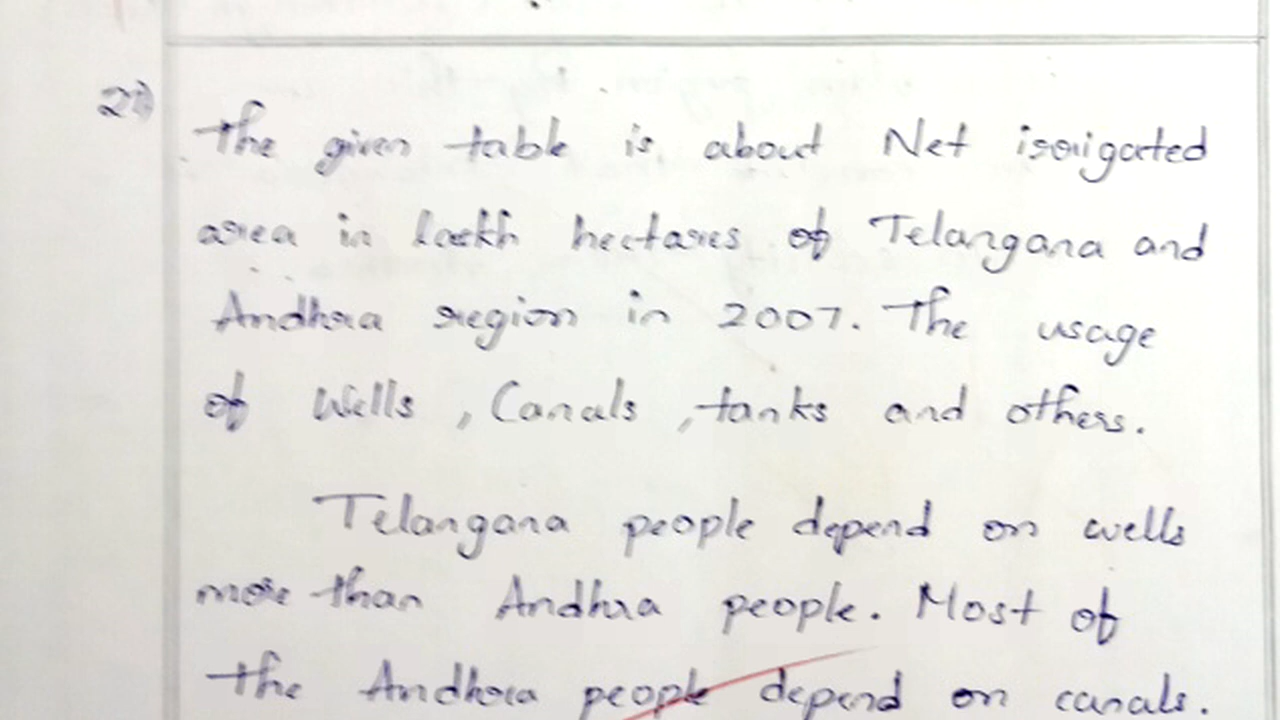 21)
The given table is about Net irrigated
area in laekh hectares of Telangana and
Andhra region in 2007. The usage
of Wells , Canals , tanks and others.
Telangana people depend on wells
more than Andhra people. Most of
the Andhra people depend on canals.